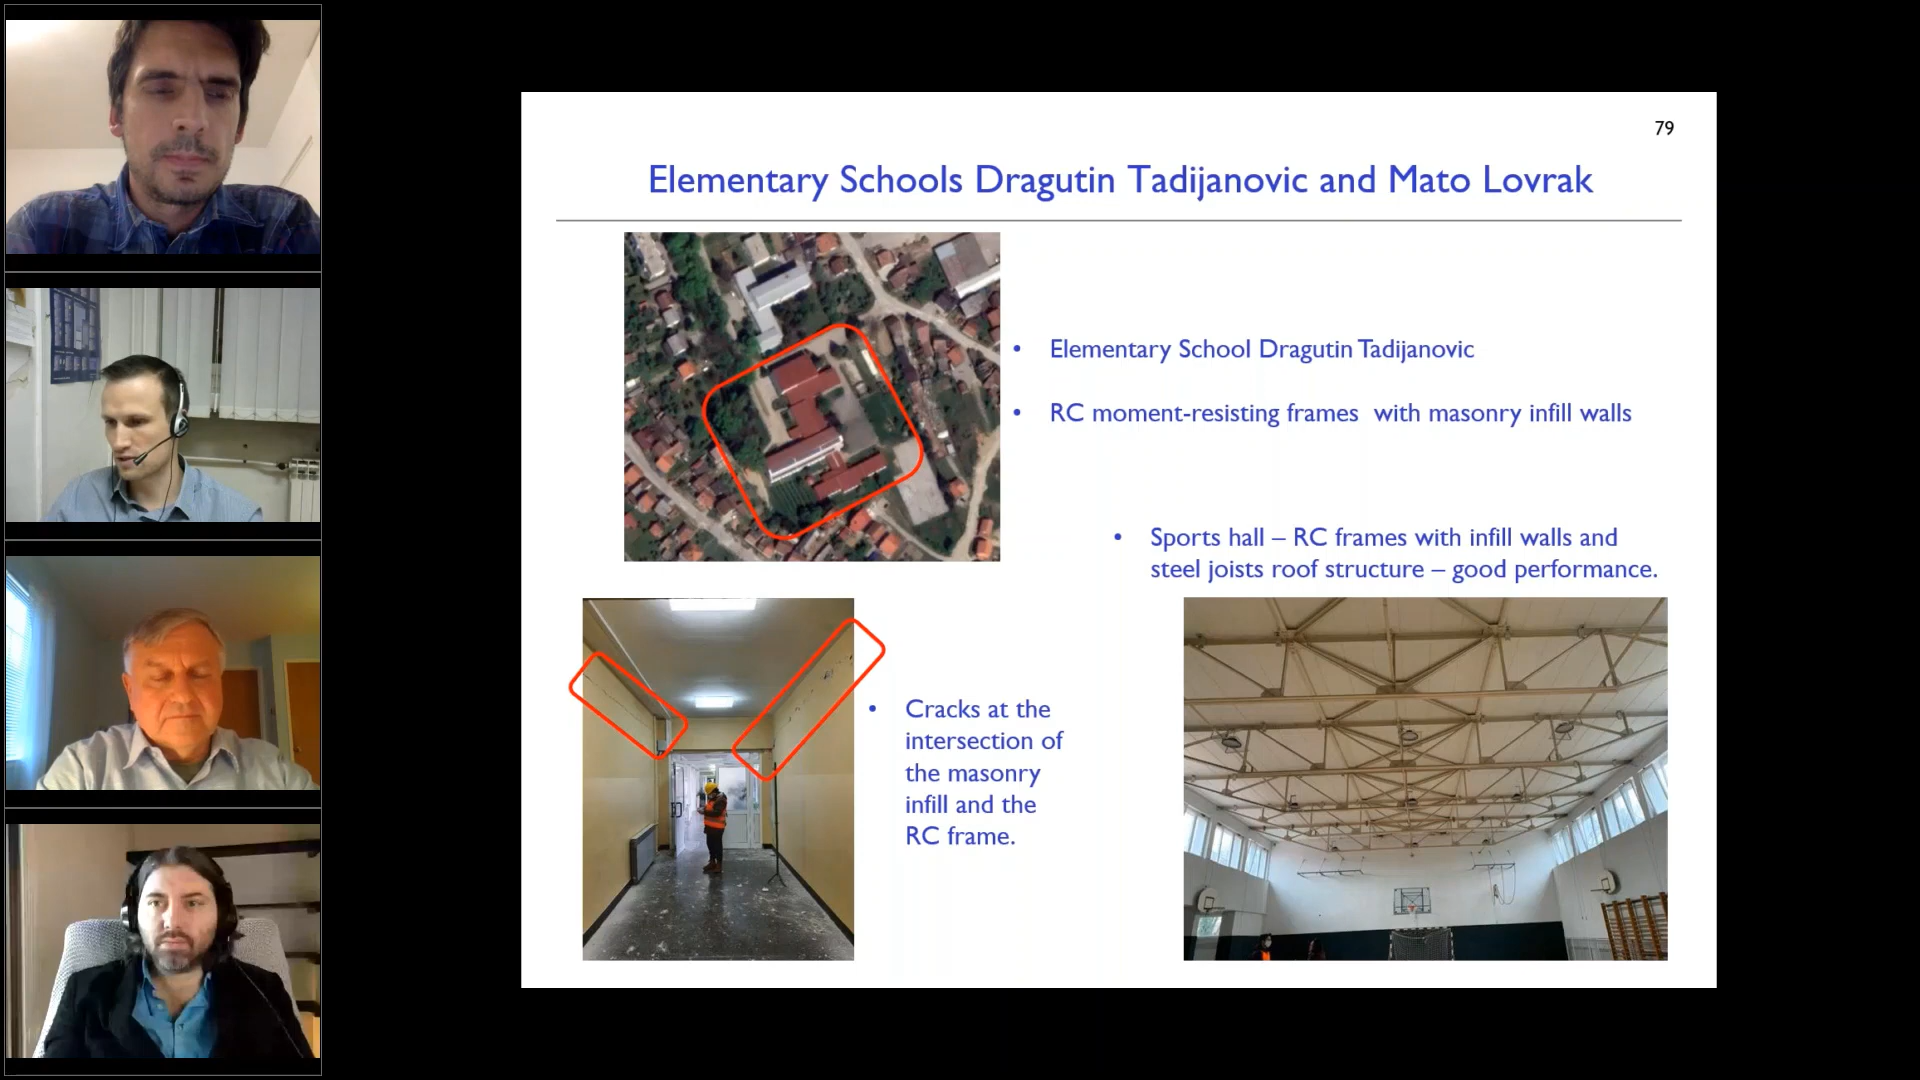 79
Elementary Schools Dragutin Tadijanovic and Mato Lovrak
• Elementary School Dragutin Tadijanovic
• RC moment-resisting frames with masonry infill walls
• Sports hall – RC frames with infill walls and
steel joists roof structure – good performance.
• Cracks at the
intersection of
the masonry
infill and the
RC frame.